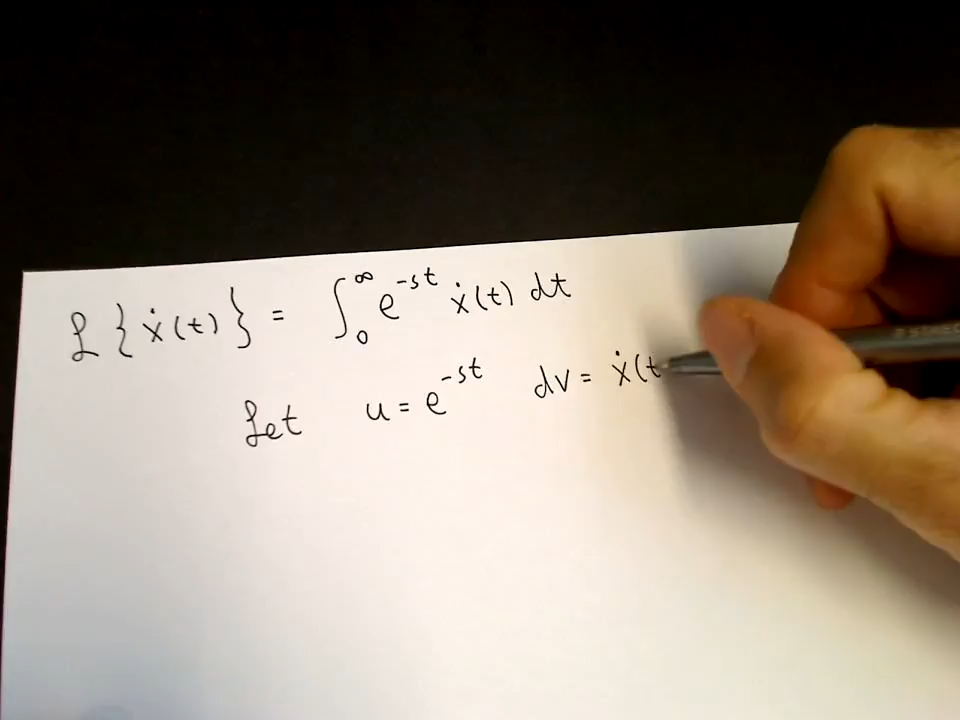 ℒ{ẋ(t)} = ∫₀^∞ e^{-st} ẋ(t) dt
Let u = e^{-st} dv = ẋ(t